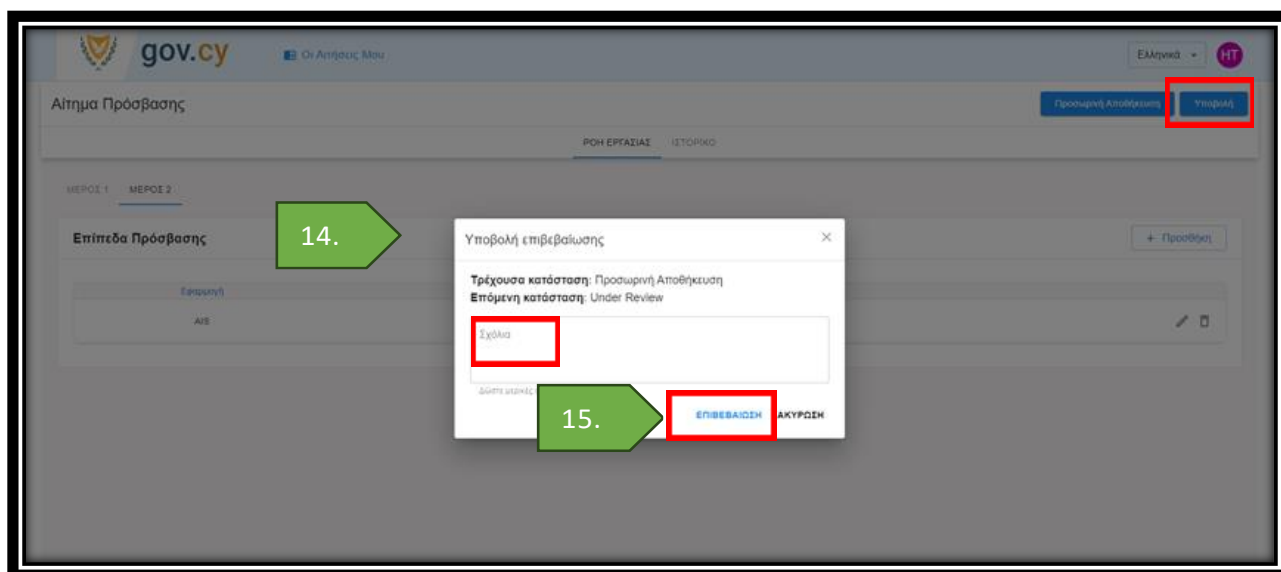 gov.cy
Οι Αιτήσεις Μου
Ελληνικά
HT
Αίτημα Πρόσβασης
Προσωρινή Αποθήκευση
Υποβολή
ΡΟΗ ΕΡΓΑΣΙΑΣ ΙΣΤΟΡΙΚΟ
ΜΕΡΟΣ 1 ΜΕΡΟΣ 2
Επίπεδα Πρόσβασης
14.
+ Προσθήκη
Υποβολή επιβεβαίωσης
Τρέχουσα κατάσταση: Προσωρινή Αποθήκευση
Επόμενη κατάσταση: Under Review
Εφαρμογή
Σχόλια
Δώστε μερικές
15.
ΕΠΙΒΕΒΑΙΩΣΗ ΑΚΥΡΩΣΗ